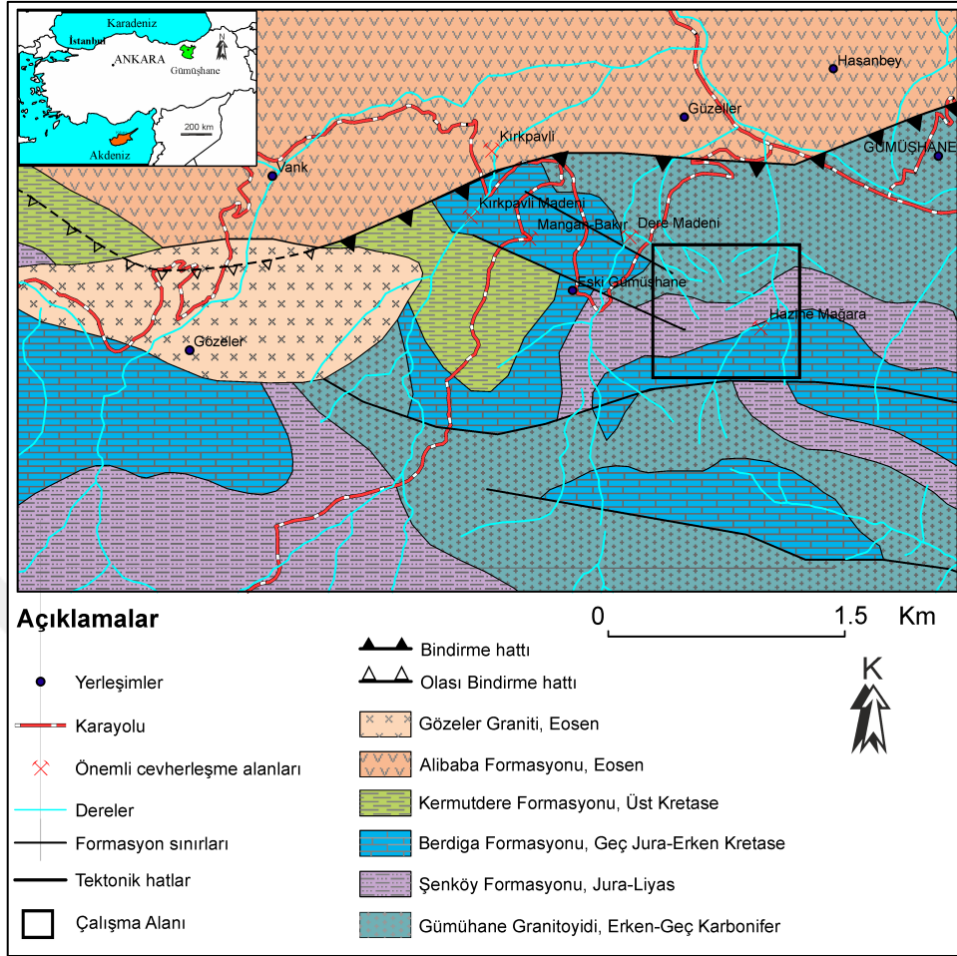 Karadeniz
İstanbul
ANKARA
N
Gümüşhane
200 km
Akdeniz
Hasanbey
Güzeller
Kırkpavli
GÜMÜŞHANE
Vank
Kırkpavli Madeni
Mangan-Bakır
Dere Madeni
Eski Gümüşhane
Hazine Mağara
Gözeler
Açıklamalar
0 1.5 Km
Yerleşimler
Karayolu
Önemli cevherleşme alanları
Dereler
Formasyon sınırları
Tektonik hatlar
Çalışma Alanı
Bindirme hattı
Olası Bindirme hattı
Gözeler Graniti, Eosen
Alibaba Formasyonu, Eosen
Kermutdere Formasyonu, Üst Kretase
Berdiga Formasyonu, Geç Jura-Erken Kretase
Şenköy Formasyonu, Jura-Liyas
Gümühane Granitoyidi, Erken-Geç Karbonifer
K